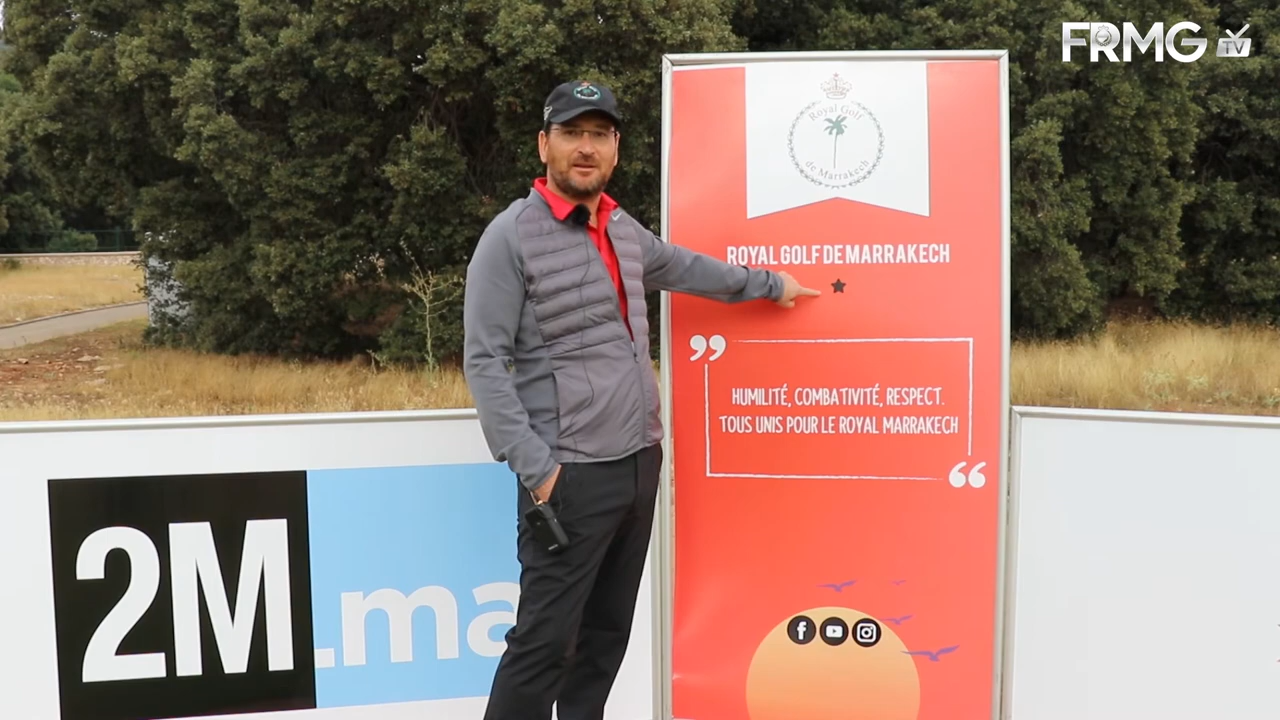 FRMG TV
Royal Golf
de Marrakech
ROYAL GOLF DE MARRAKECH
HUMILITÉ, COMBATIVITÉ, RESPECT.
TOUS UNIS POUR LE ROYAL MARRAKECH
2M.ma